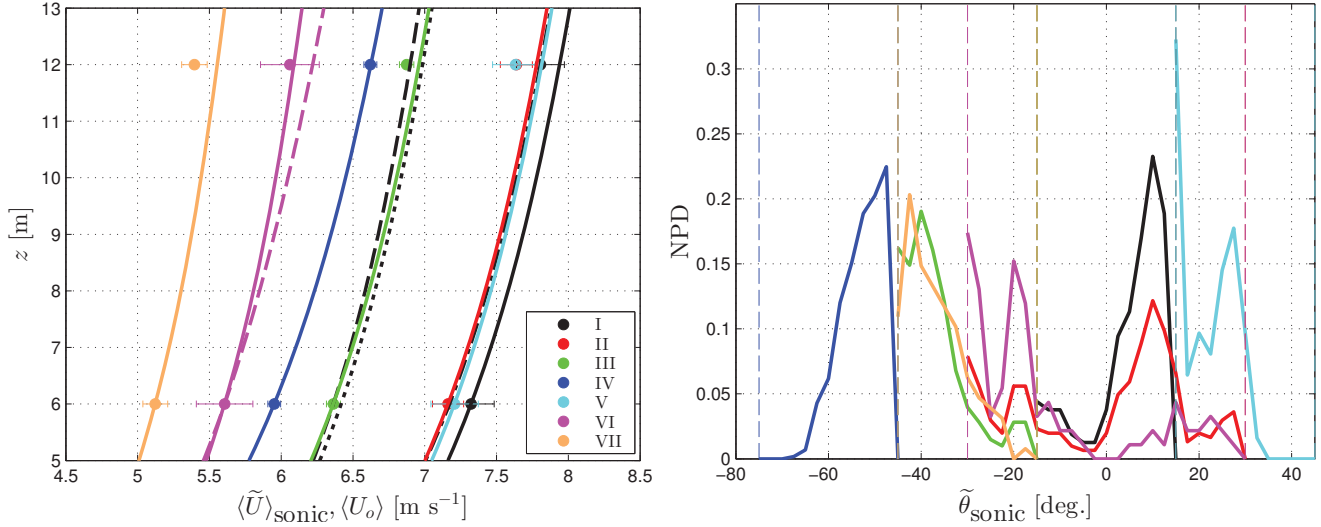 13
12
11
10
9
8
7
6
5
z [m]
4.5 5 5.5 6 6.5 7 7.5 8 8.5
⟨Ũ⟩sonic, ⟨Uo⟩ [m s⁻¹]
I
II
III
IV
V
VI
VII
0.35
0.3
0.25
0.2
0.15
0.1
0.05
0
NPD
−80 −60 −40 −20 0 20 40
θ̃sonic [deg.]